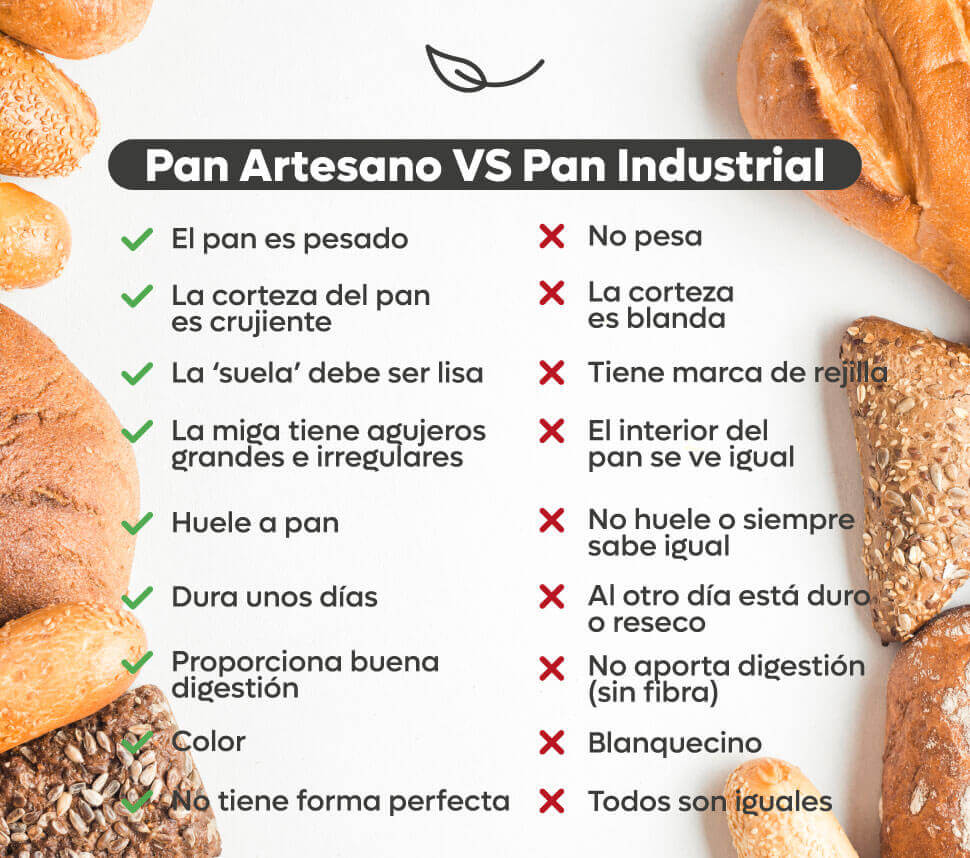 Pan Artesano VS Pan Industrial
El pan es pesado
No pesa
La corteza del pan
es crujiente
La corteza
es blanda
La ‘suela’ debe ser lisa
Tiene marca de rejilla
La miga tiene agujeros
grandes e irregulares
El interior del
pan se ve igual
Huele a pan
No huele o siempre
sabe igual
Dura unos días
Al otro día está duro
o reseco
Proporciona buena
digestión
No aporta digestión
(sin fibra)
Color
Blanquecino
No tiene forma perfecta
Todos son iguales